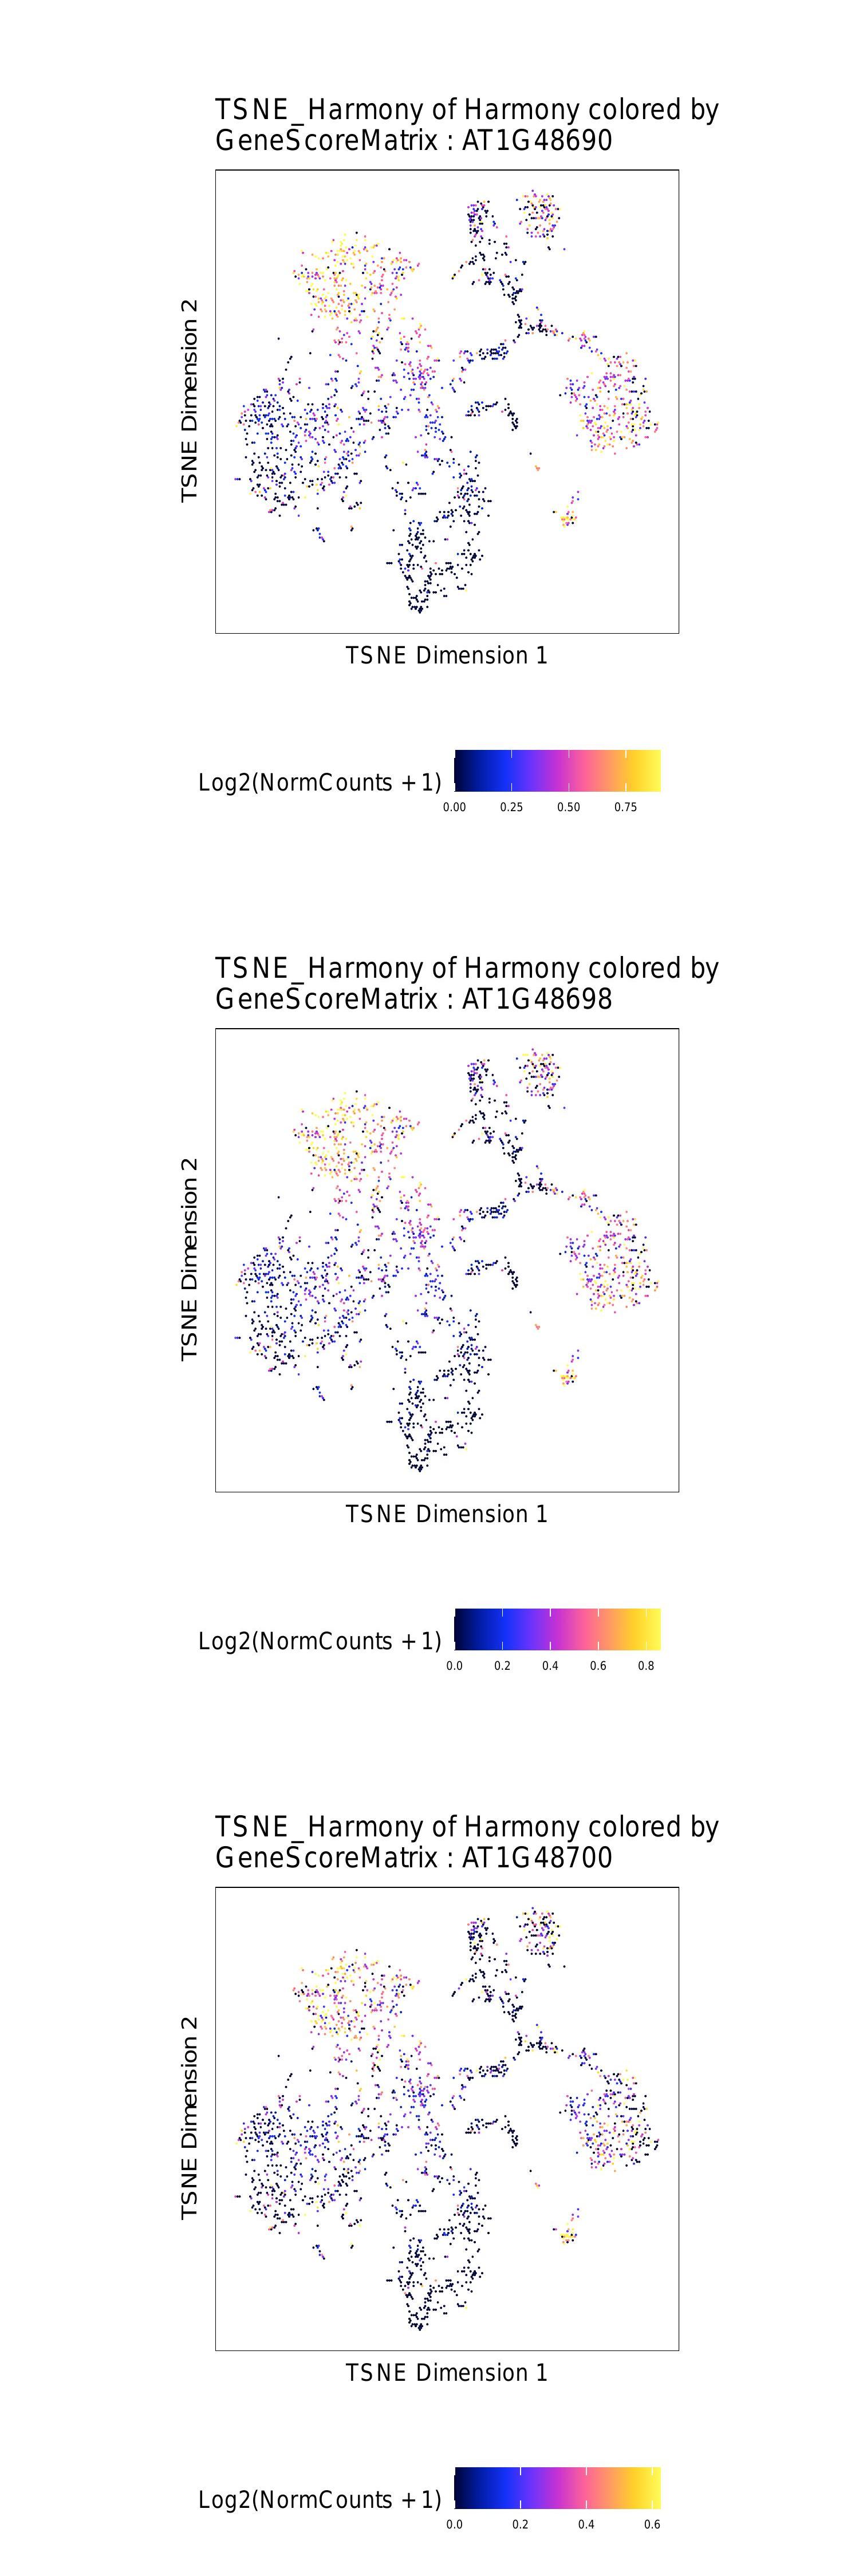 TSNE_Harmony of Harmony colored by
GeneScoreMatrix : AT1G48690
TSNE Dimension 2
TSNE Dimension 1
Log2(NormCounts +1)
0.00 0.25 0.50 0.75
TSNE_Harmony of Harmony colored by
GeneScoreMatrix : AT1G48698
TSNE Dimension 2
TSNE Dimension 1
Log2(NormCounts +1)
0.0 0.2 0.4 0.6 0.8
TSNE_Harmony of Harmony colored by
GeneScoreMatrix : AT1G48700
TSNE Dimension 2
TSNE Dimension 1
Log2(NormCounts +1)
0.0 0.2 0.4 0.6